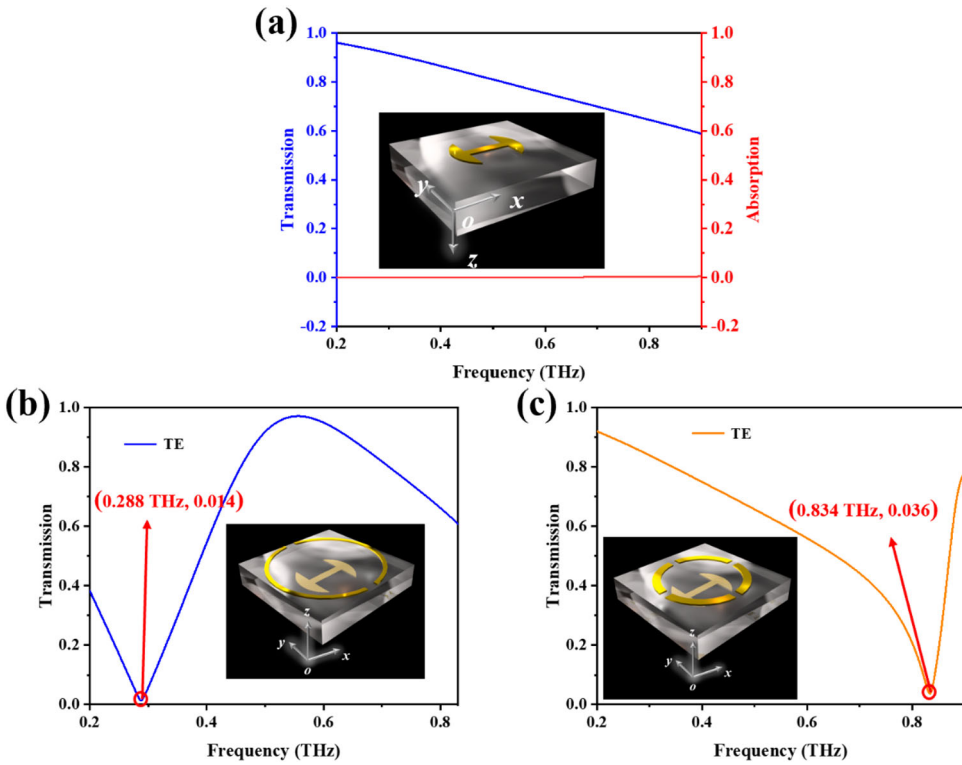 (a)
1.0 1.0
0.8 0.8
0.6 0.6
0.4 0.4
0.2 0.2
0.0 0.0
-0.2 -0.2
Transmission
Absorption
y
x
o
z
0.2 0.4 0.6 0.8
Frequency (THz)
(b)
1.0
0.8
0.6
0.4
0.2
0.0
Transmission
TE
(0.288 THz, 0.014)
z
y
x
o
0.2 0.4 0.6 0.8
Frequency (THz)
(c)
1.0
0.8
0.6
0.4
0.2
0.0
Transmission
TE
(0.834 THz, 0.036)
z
y
x
o
0.2 0.4 0.6 0.8
Frequency (THz)